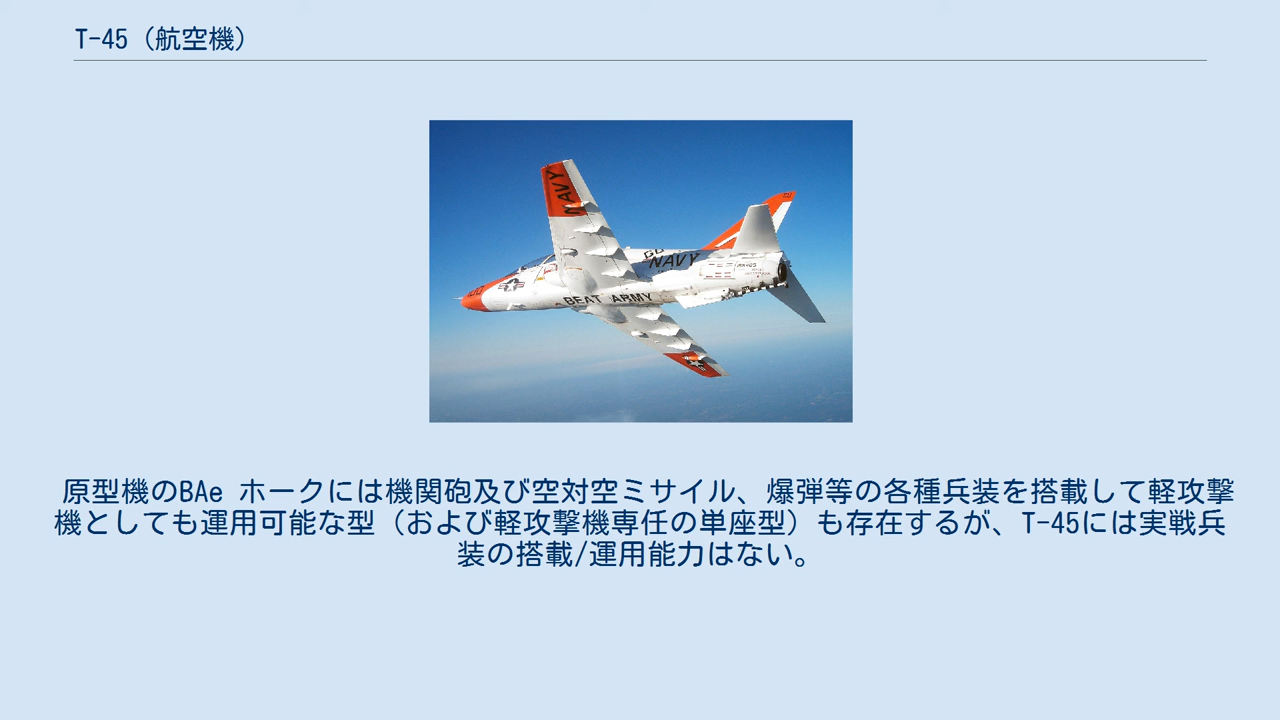 T-45（航空機）
NAVY
NAVY
BEAT ARMY
原型機のBAe ホークには機関砲及び空対空ミサイル、爆弾等の各種兵装を搭載して軽攻撃
機としても運用可能な型（および軽攻撃機専任の単座型）も存在するが、T-45には実戦兵
装の搭載/運用能力はない。